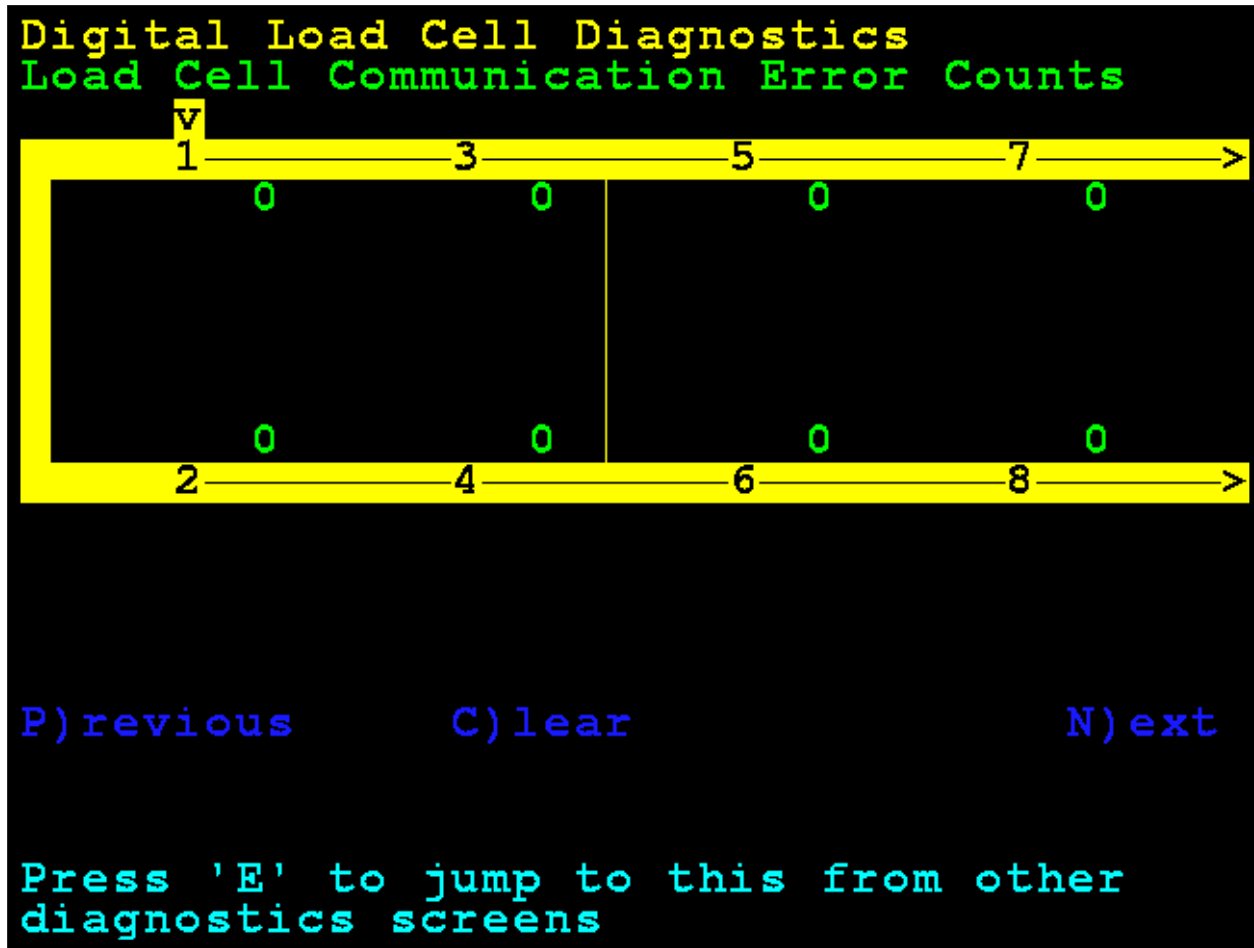 Digital Load Cell Diagnostics
Load Cell Communication Error Counts
v
1 3 5 7 >
0 0 0 0
0 0 0 0
2 4 6 8 >
P)revious C)lear N)ext
Press 'E' to jump to this from other
diagnostics screens